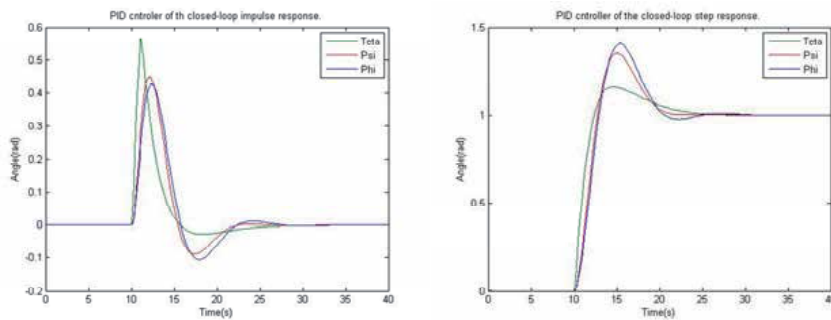 PID cntroler of th closed-loop impulse response.
0.6
0.5
0.4
0.3
0.2
0.1
0
-0.1
-0.2
Angle(rad)
0 5 10 15 20 25 30 35 40
Time(s)
Teta
Psi
Phi
PID cntroller of the closed-loop step response.
1.5
1
0.5
0
Angle(rad)
0 5 10 15 20 25 30 35 40
Time(s)
Teta
Psi
Phi